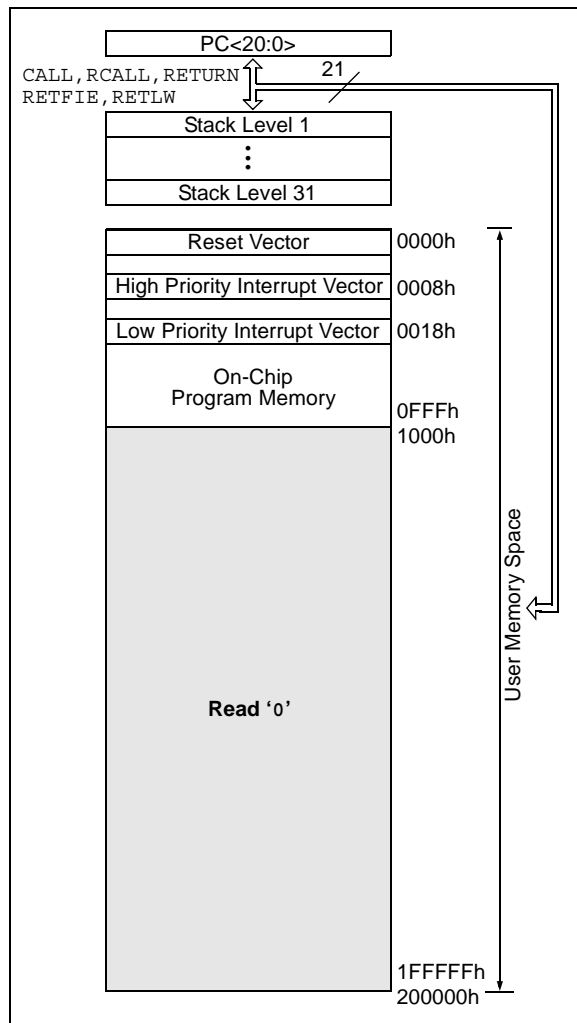 PC<20:0>
CALL,RCALL,RETURN
RETFIE,RETLW
21
Stack Level 1
Stack Level 31
Reset Vector
0000h
High Priority Interrupt Vector
0008h
Low Priority Interrupt Vector
0018h
On-Chip
Program Memory
0FFFh
1000h
User Memory Space
Read ‘0’
1FFFFFh
200000h